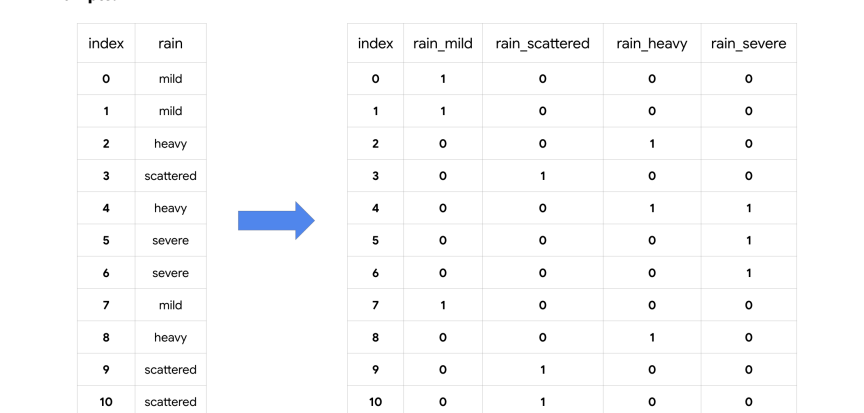 index rain index rain_mild rain_scattered rain_heavy rain_severe
0 mild 0 1 0 0 0
1 mild 1 1 0 0 0
2 heavy 2 0 0 1 0
3 scattered 3 0 1 0 0
4 heavy 4 0 0 1 1
5 severe 5 0 0 0 1
6 severe 6 0 0 0 1
7 mild 7 1 0 0 0
8 heavy 8 0 0 1 0
9 scattered 9 0 1 0 0
10 scattered 10 0 1 0 0